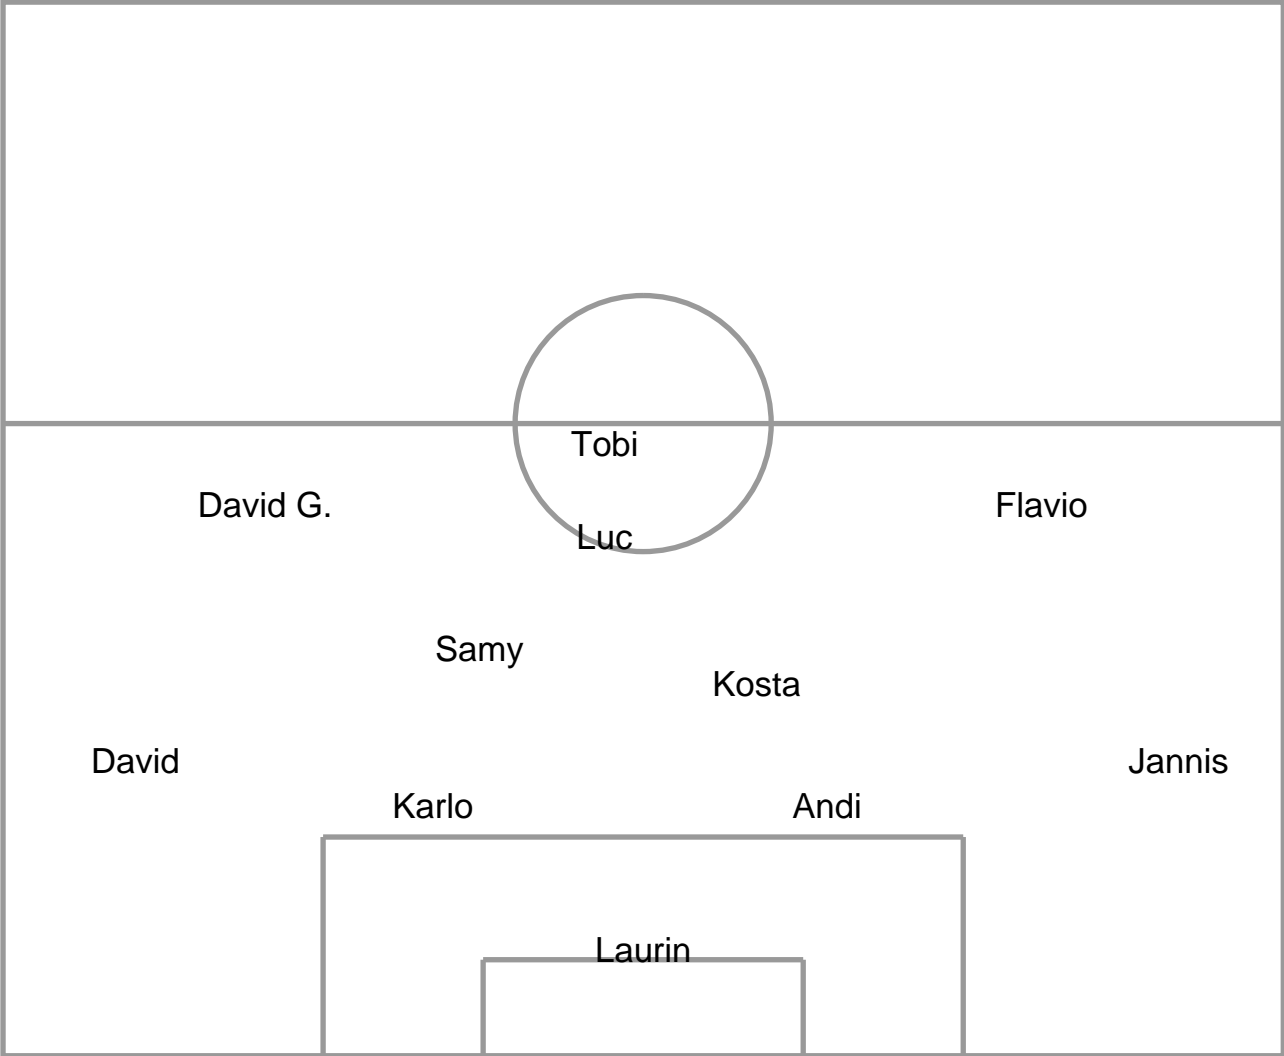 Tobi
David G.
Flavio
Luc
Samy
Kosta
David
Jannis
Karlo
Andi
Laurin